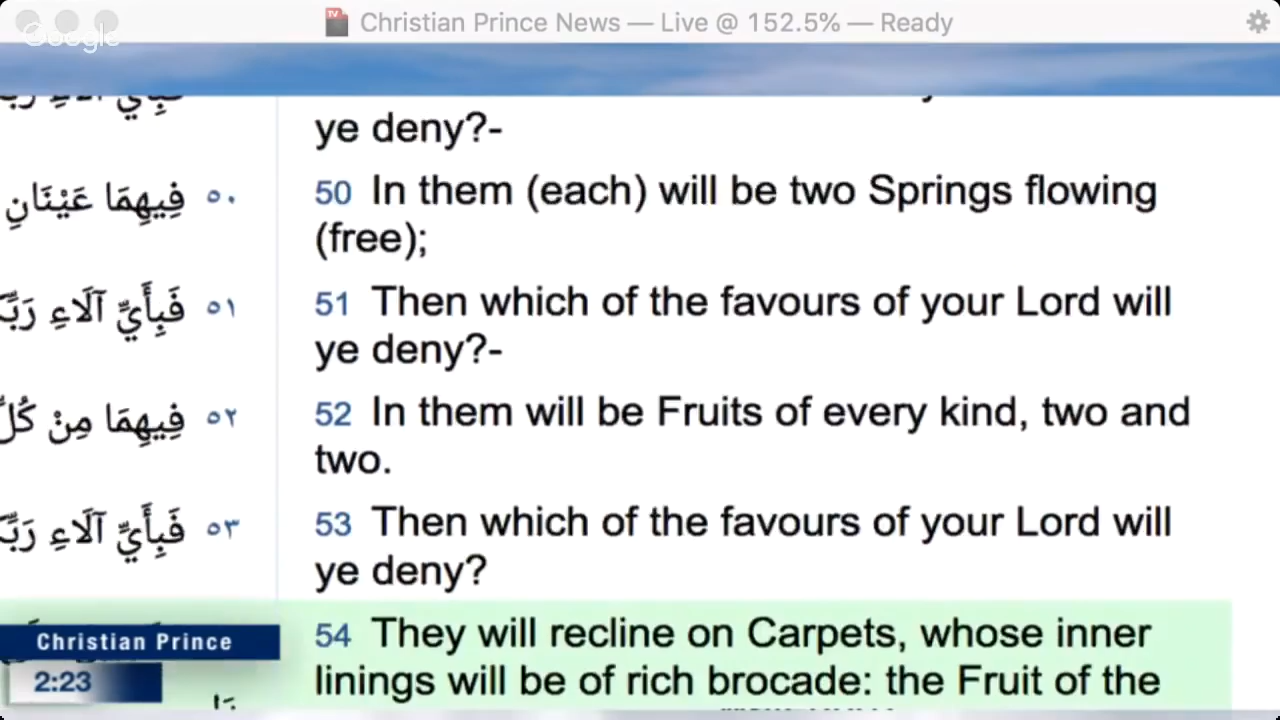 Christian Prince News — Live @ 152.5% — Ready
Google
ye deny?-
فِيهِمَا عَيْنَانِ ٥٠
50 In them (each) will be two Springs flowing
(free);
فَبِأَيِّ آلَاءِ ٥١
51 Then which of the favours of your Lord will
ye deny?-
فِيهِمَا مِنْ ٥٢
52 In them will be Fruits of every kind, two and
two.
فَبِأَيِّ آلَاءِ ٥٣
53 Then which of the favours of your Lord will
ye deny?
54 They will recline on Carpets, whose inner
linings will be of rich brocade: the Fruit of the
Christian Prince
2:23